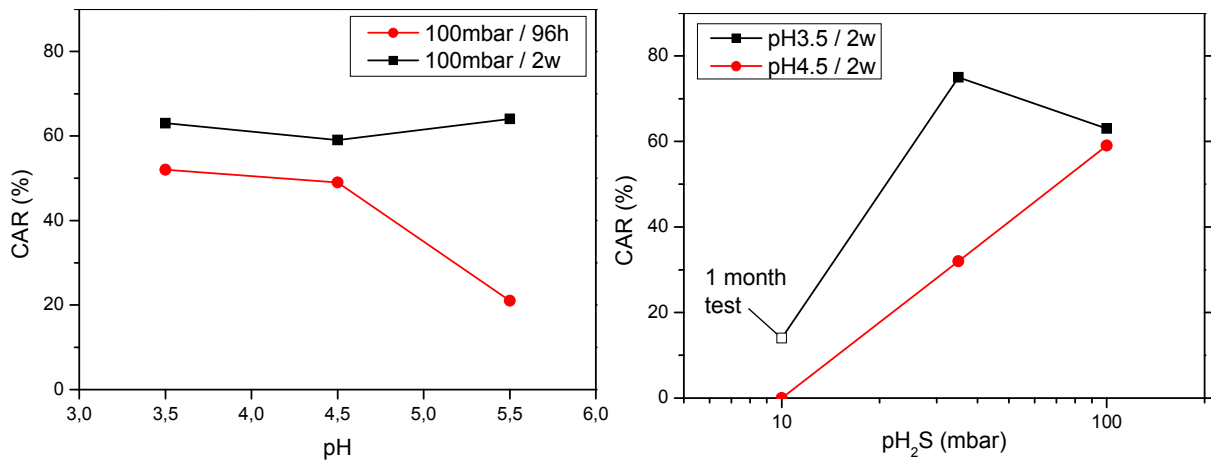 100mbar / 96h
100mbar / 2w
80
60
40
20
0
CAR (%)
3,0
3,5
4,0
4,5
5,0
5,5
6,0
pH
pH3.5 / 2w
pH4.5 / 2w
80
60
40
20
0
CAR (%)
1 month
test
10
100
pH₂S (mbar)